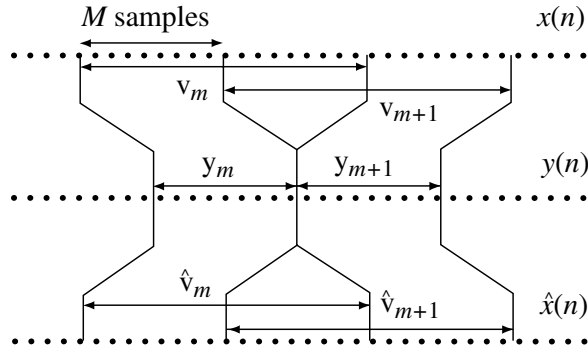 M samples x(n)
v_m
v_{m+1}
y_m y_{m+1} y(n)
v̂_m v̂_{m+1} x̂(n)